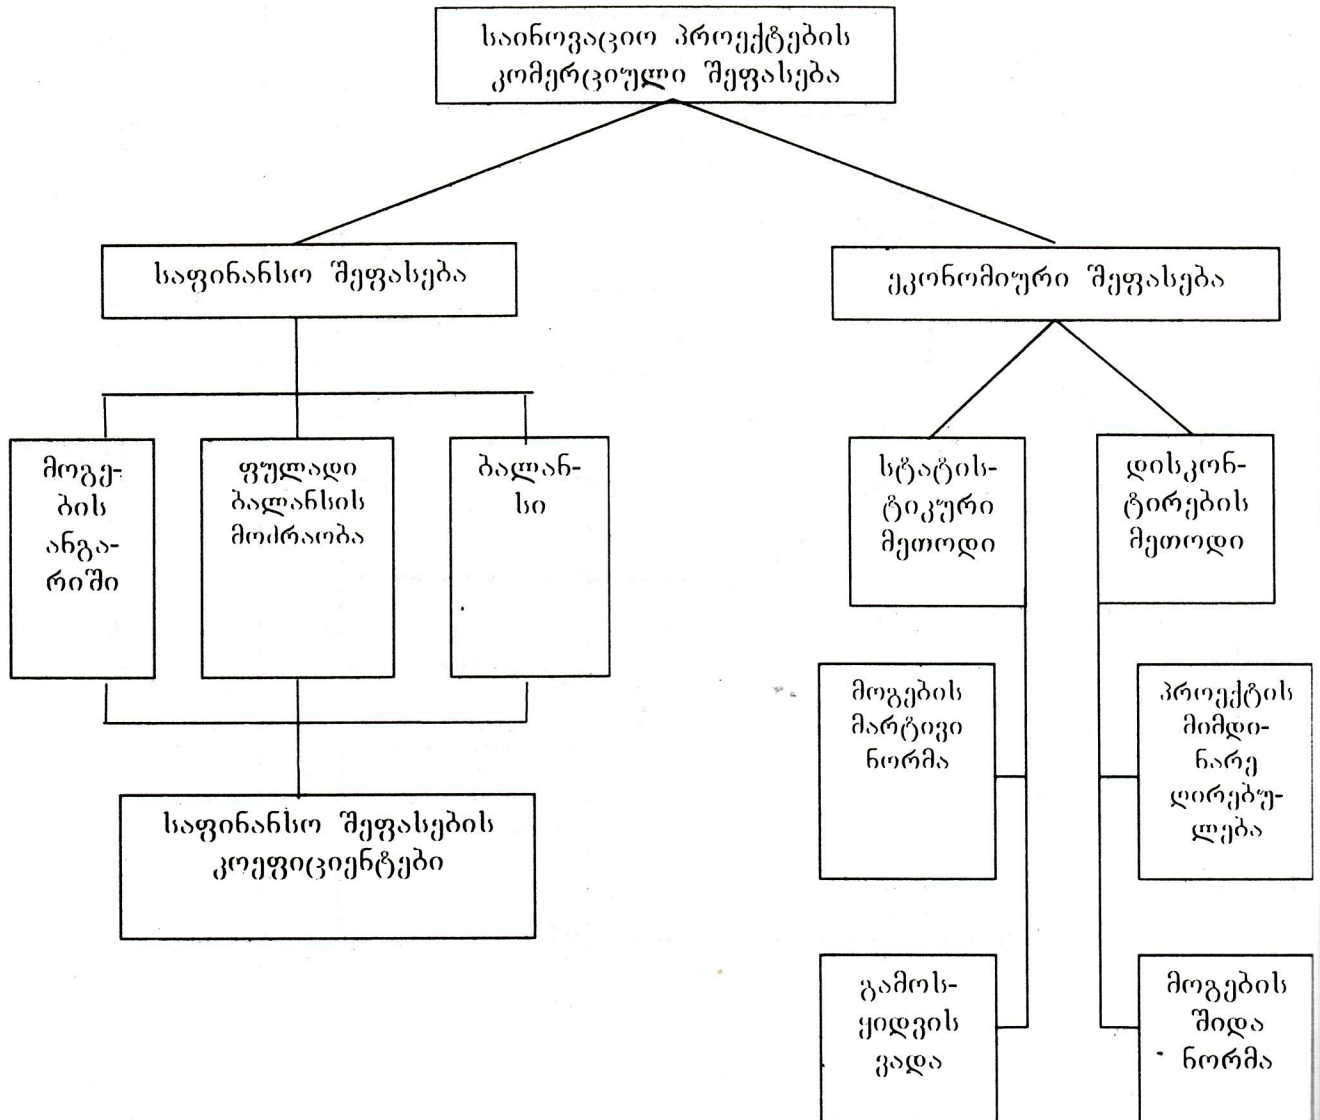 საინოვაციო პროექტების
კომერციული შეფასება
საფინანსო შეფასება
ეკონომიური შეფასება
მოგე-
ბის
ანგა-
რიში
ფულადი
ბალანსის
მოძრაობა
ბალან-
სი
სტატის-
ტიკური
მეთოდი
დისკონ-
ტირების
მეთოდი
მოგების
მარტივი
ნორმა
პროექტის
მიმდი-
ნარე
ღირებუ-
ლება
საფინანსო შეფასების
კოეფიციენტები
გამოს-
ყიდვის
ვადა
მოგების
შიდა
ნორმა